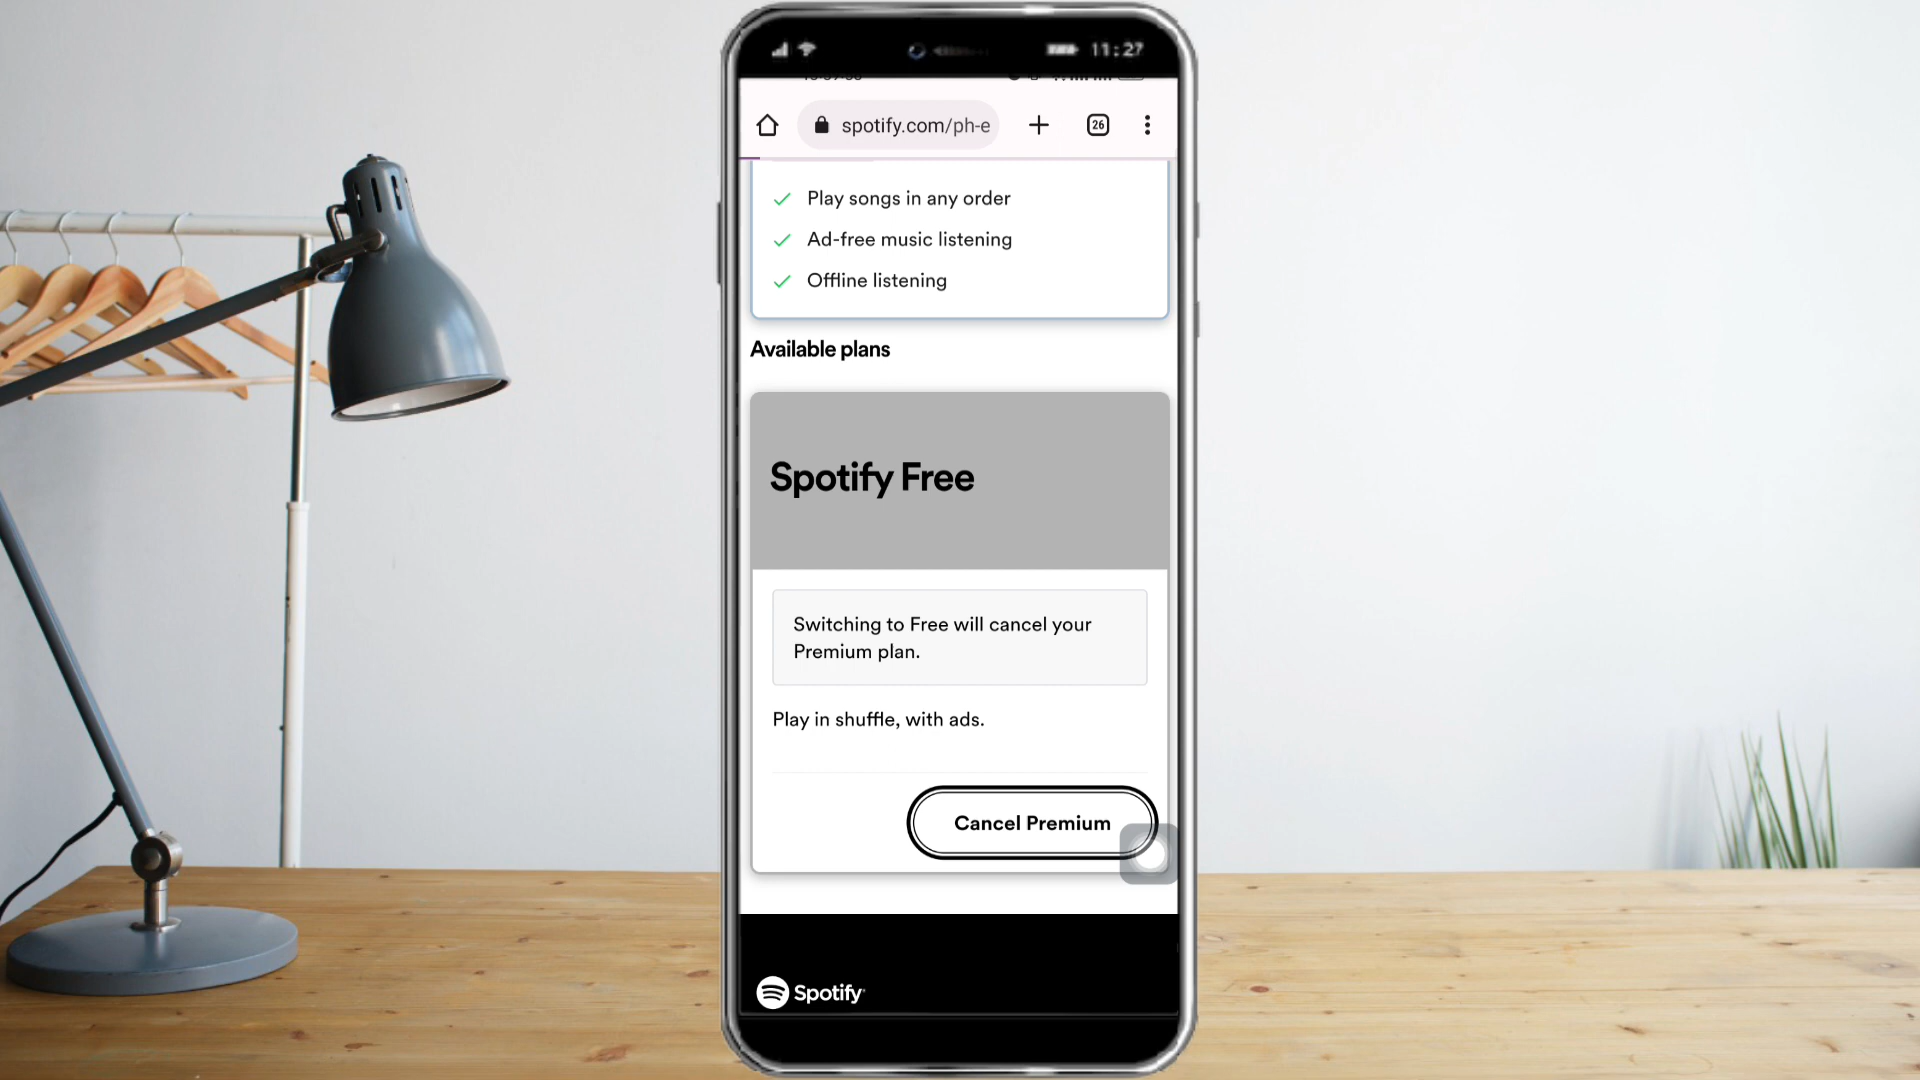 11:27
spotify.com/ph-e
26
Play songs in any order
Ad-free music listening
Offline listening
Available plans
Spotify Free
Switching to Free will cancel your
Premium plan.
Play in shuffle, with ads.
Cancel Premium
Spotify